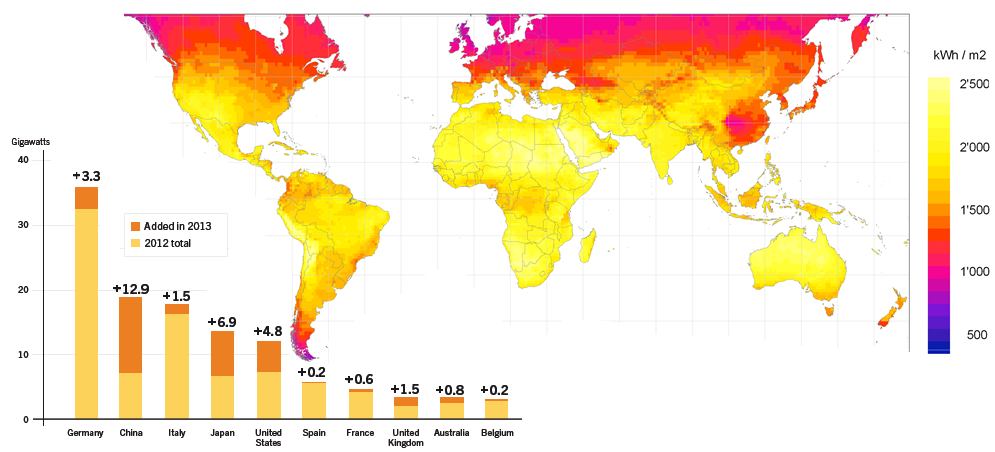 kWh / m2
2'500
2'000
1'500
1'000
500
Gigawatts
40
30
20
10
0
Added in 2013
2012 total
+3.3
+12.9
+1.5
+6.9
+4.8
+0.2
+0.6
+1.5
+0.8
+0.2
Germany
China
Italy
Japan
United
States
Spain
France
United
Kingdom
Australia
Belgium